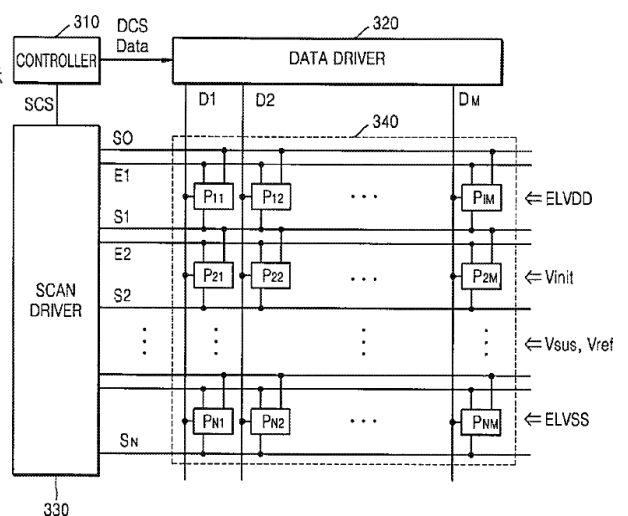 310
DCS
Data
320
CONTROLLER
DATA DRIVER
SCS
D1
D2
DM
340
S0
E1
P11
P12
...
P1M
⇐ELVDD
S1
E2
P21
P22
...
P2M
⇐Vinit
S2
SCAN
DRIVER
⇐Vsus, Vref
PN1
PN2
...
PNM
⇐ELVSS
SN
330